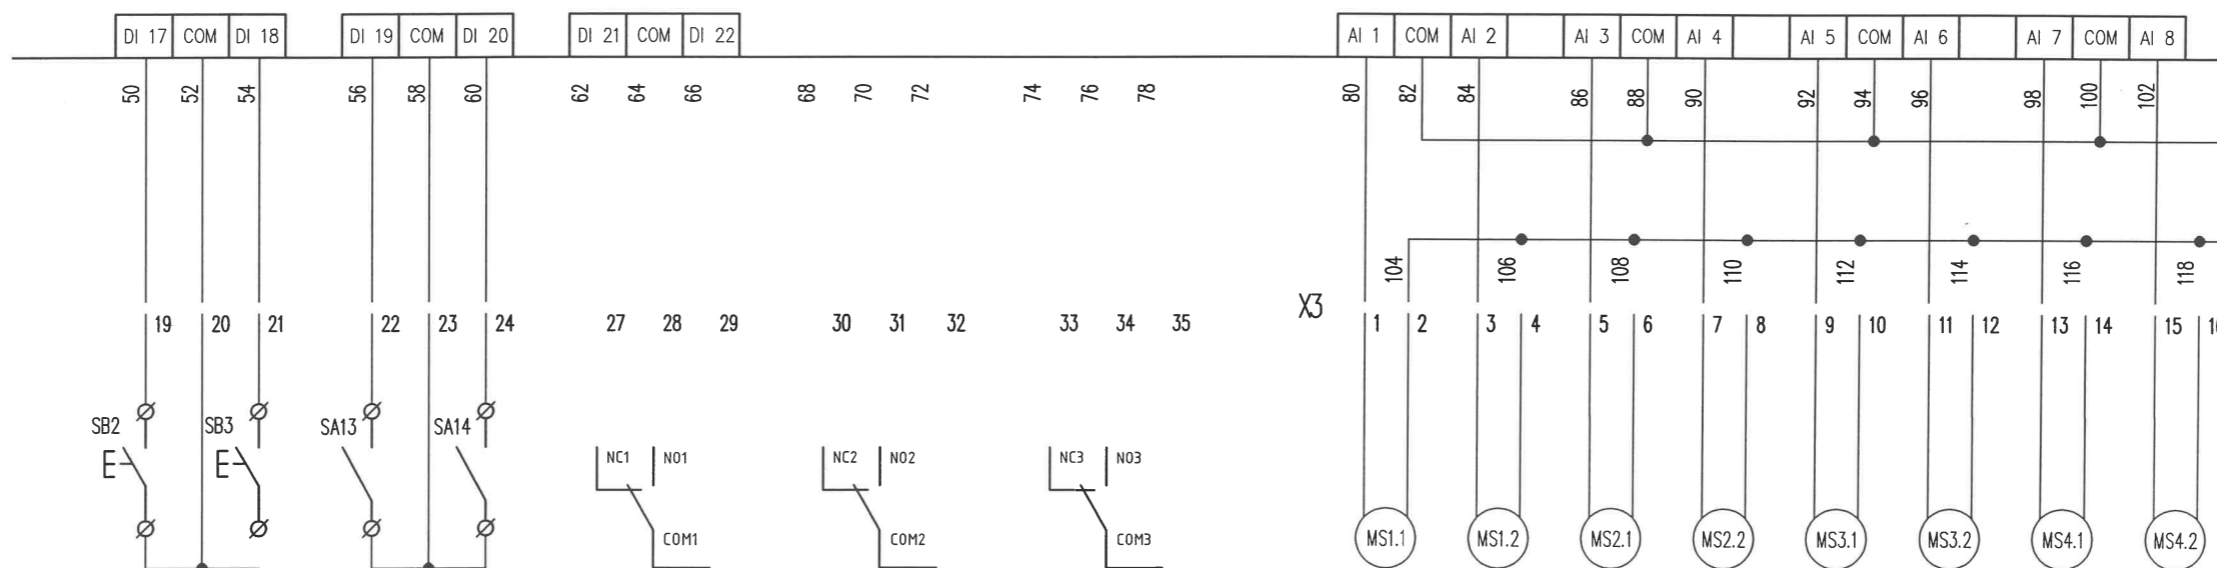 DI 17 COM DI 18 DI 19 COM DI 20 DI 21 COM DI 22 AI 1 COM AI 2 AI 3 COM AI 4 AI 5 COM AI 6 AI 7 COM AI 8
50 52 54 56 58 60 62 64 66 68 70 72 74 76 78 80 82 84 86 88 90 92 94 96 98 100 102
104 106 108 110 112 114 116 118
X3
19 20 21 22 23 24 27 28 29 30 31 32 33 34 35 1 2 3 4 5 6 7 8 9 10 11 12 13 14 15
SB2 SB3 SA13 SA14
NC1 NO1 NC2 NO2 NC3 NO3
COM1 COM2 COM3 MS1.1 MS1.2 MS2.1 MS2.2 MS3.1 MS3.2 MS4.1 MS4.2